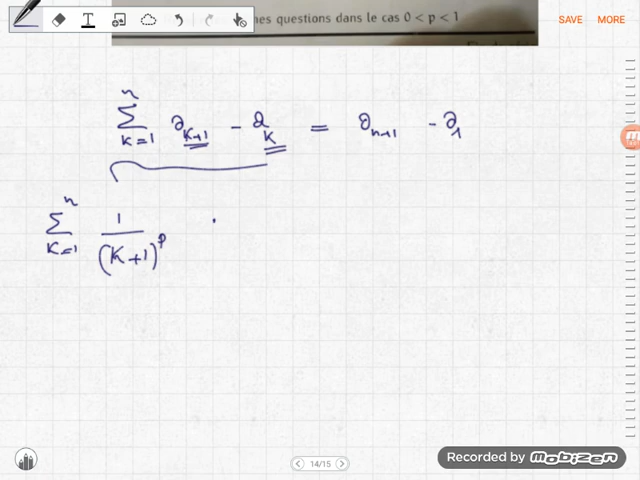 SAVE MORE
nes questions dans le cas 0 < p < 1
n
∑ a_{K+1} - a_K = a_{n+1} - a_1
K=1
n
∑ 1/(K+1)^p
K=1
14/15
Recorded by mobizen